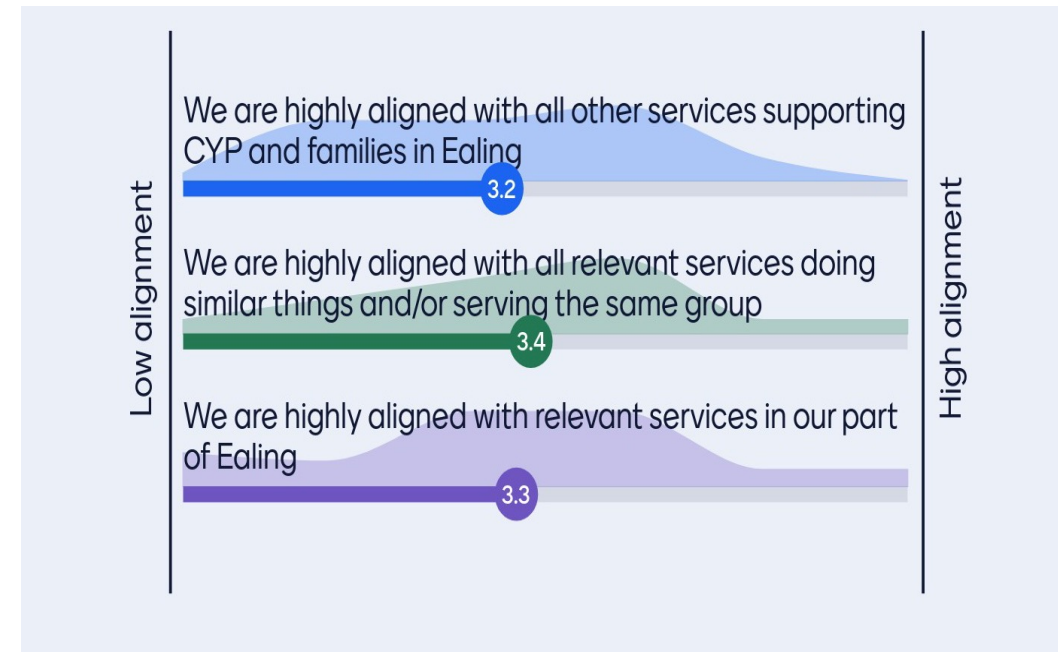 We are highly aligned with all other services supporting
CYP and families in Ealing
3.2
We are highly aligned with all relevant services doing
similar things and/or serving the same group
3.4
We are highly aligned with relevant services in our part
of Ealing
3.3
Low alignment
High alignment